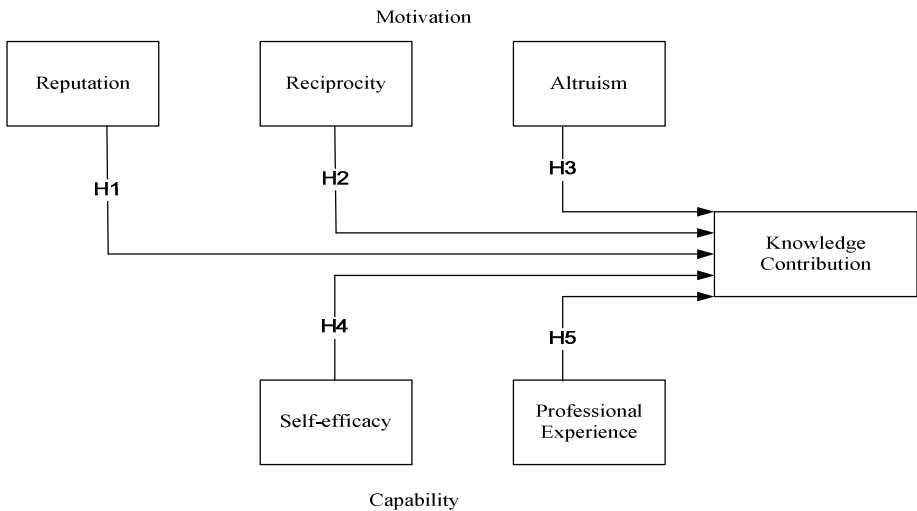 Motivation
Reputation
Reciprocity
Altruism
H1
H2
H3
Knowledge
Contribution
H4
H5
Self-efficacy
Professional
Experience
Capability